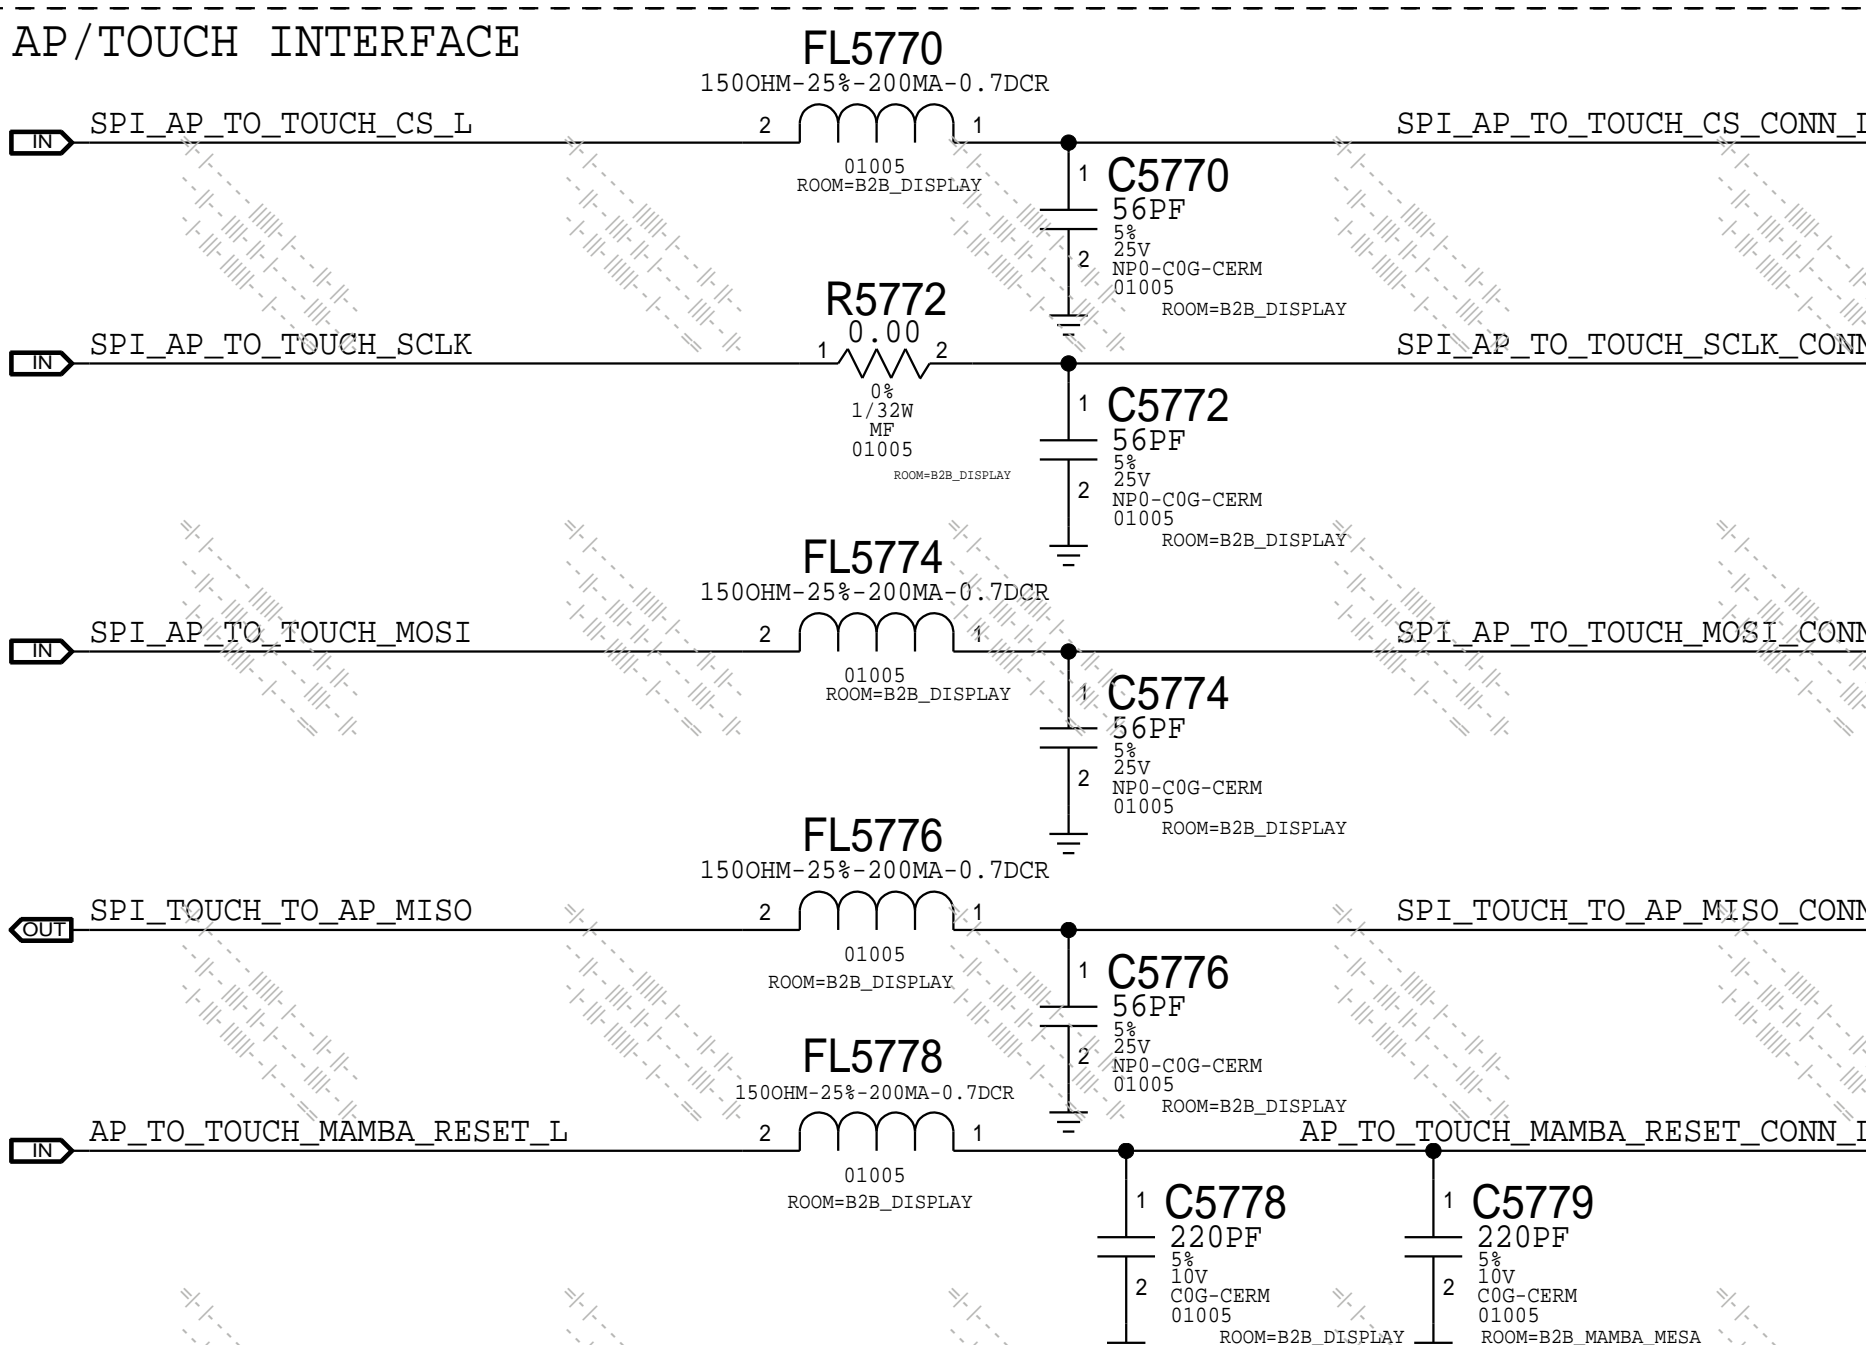 AP/TOUCH INTERFACE
FL5770
150OHM-25%-200MA-0.7DCR
IN
SPI_AP_TO_TOUCH_CS_L
2
1
SPI_AP_TO_TOUCH_CS_CONN_
01005
ROOM=B2B_DISPLAY
1
C5770
56PF
5%
25V
2
NP0-C0G-CERM
01005
ROOM=B2B_DISPLAY
R5772
0.00
IN
SPI_AP_TO_TOUCH_SCLK
1
2
SPI_AP_TO_TOUCH_SCLK_CONN
0%
1/32W
MF
01005
ROOM=B2B_DISPLAY
1
C5772
56PF
5%
25V
2
NP0-C0G-CERM
01005
ROOM=B2B_DISPLAY
FL5774
150OHM-25%-200MA-0.7DCR
IN
SPI_AP_TO_TOUCH_MOSI
2
1
SPI_AP_TO_TOUCH_MOSI_CONN
01005
ROOM=B2B_DISPLAY
1
C5774
56PF
5%
25V
2
NP0-C0G-CERM
01005
ROOM=B2B_DISPLAY
FL5776
150OHM-25%-200MA-0.7DCR
OUT
SPI_TOUCH_TO_AP_MISO
2
1
SPI_TOUCH_TO_AP_MISO_CONN
01005
ROOM=B2B_DISPLAY
1
C5776
56PF
5%
25V
2
NP0-C0G-CERM
01005
ROOM=B2B_DISPLAY
FL5778
150OHM-25%-200MA-0.7DCR
IN
AP_TO_TOUCH_MAMBA_RESET_L
2
1
AP_TO_TOUCH_MAMBA_RESET_CONN_
01005
ROOM=B2B_DISPLAY
1
C5778
220PF
5%
10V
2
C0G-CERM
01005
ROOM=B2B_DISPLAY
1
C5779
220PF
5%
10V
2
C0G-CERM
01005
ROOM=B2B_MAMBA_MESA